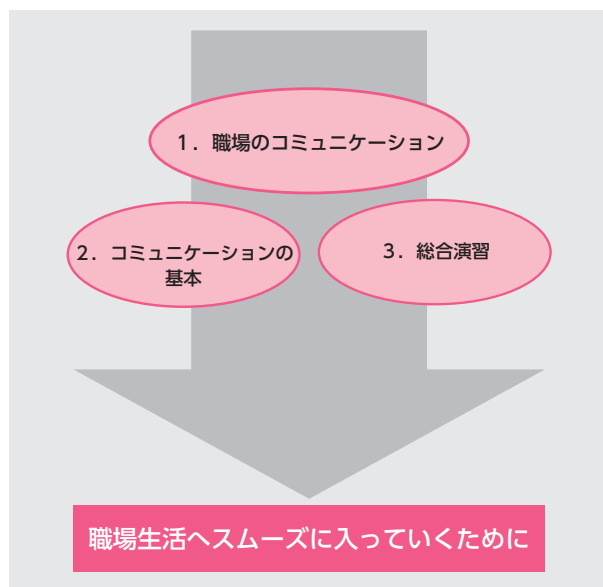 1．職場のコミュニケーション
2．コミュニケーションの
基本
3．総合演習
職場生活へスムーズに入っていくために